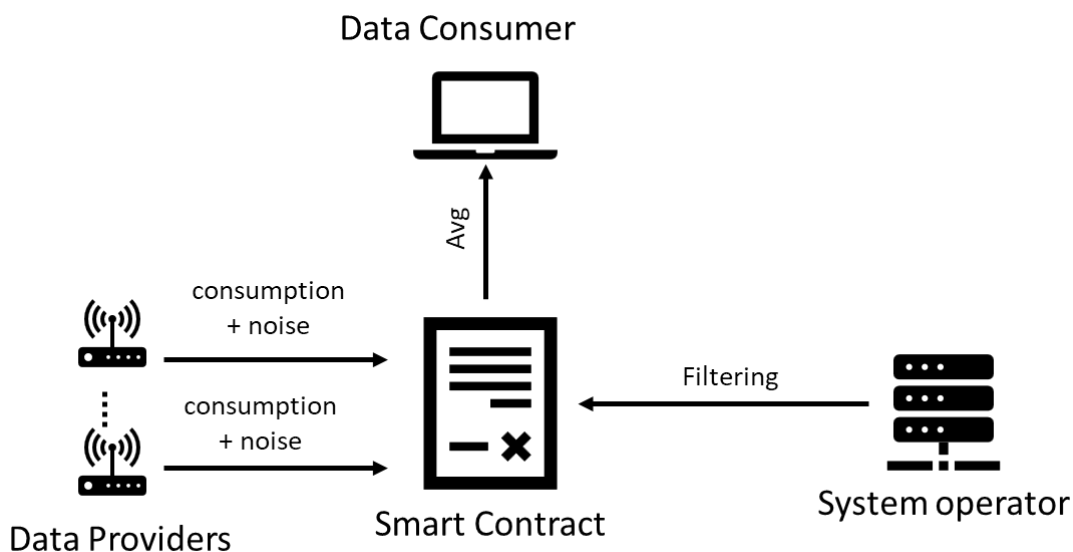 Data Consumer
Avg
consumption
+ noise
Filtering
consumption
+ noise
System operator
Smart Contract
Data Providers